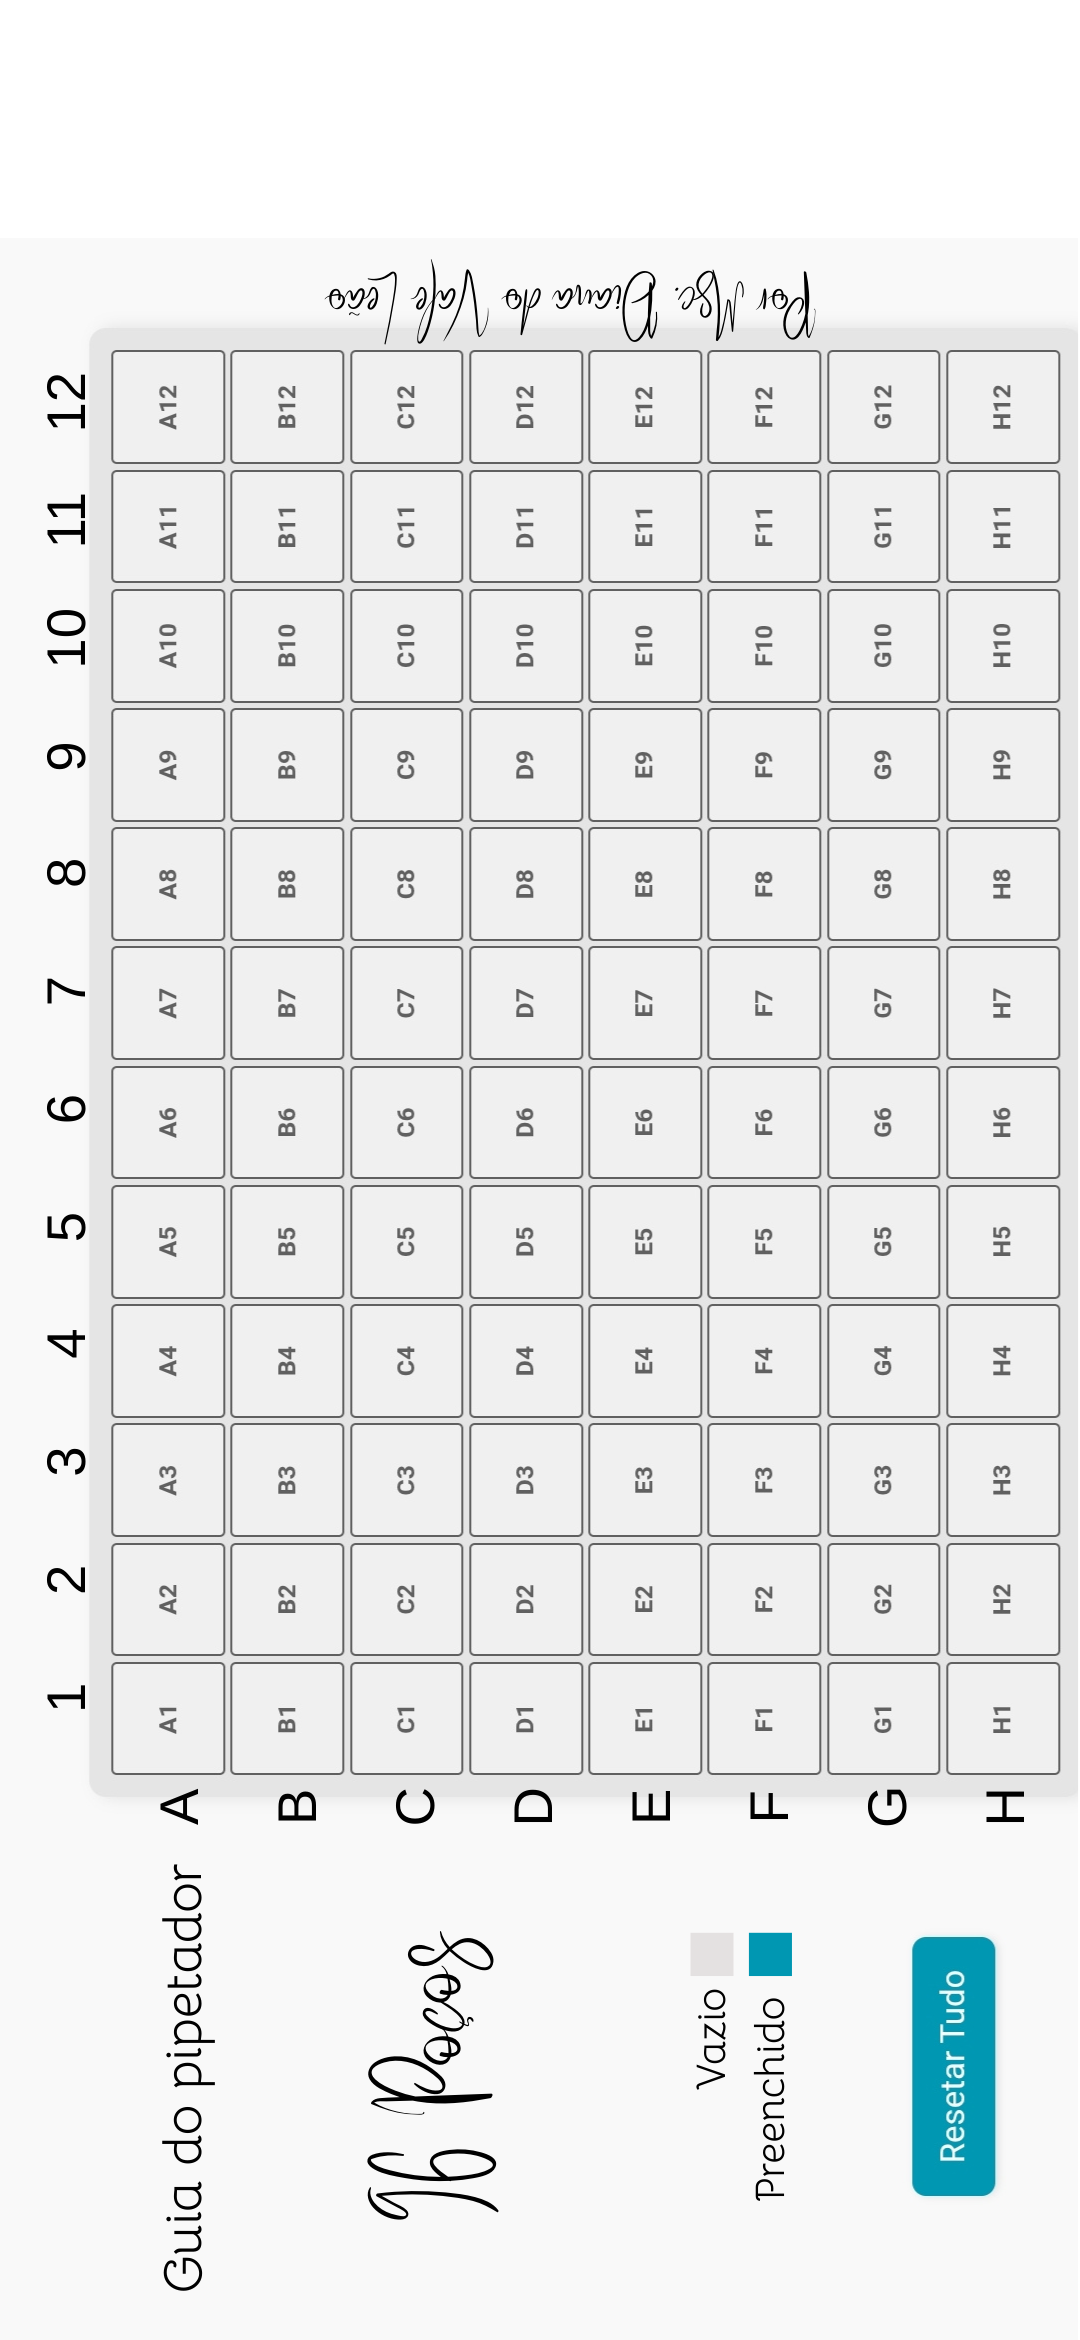 Guia do pipetador
96 Poços
Vazio
Preenchido
Resetar Tudo
1 2 3 4 5 6 7 8 9 10 11 12
A A1 A2 A3 A4 A5 A6 A7 A8 A9 A10 A11 A12
B B1 B2 B3 B4 B5 B6 B7 B8 B9 B10 B11 B12
C C1 C2 C3 C4 C5 C6 C7 C8 C9 C10 C11 C12
D D1 D2 D3 D4 D5 D6 D7 D8 D9 D10 D11 D12
E E1 E2 E3 E4 E5 E6 E7 E8 E9 E10 E11 E12
F F1 F2 F3 F4 F5 F6 F7 F8 F9 F10 F11 F12
G G1 G2 G3 G4 G5 G6 G7 G8 G9 G10 G11 G12
H H1 H2 H3 H4 H5 H6 H7 H8 H9 H10 H11 H12
Por Msc. Diana do Vale Leão